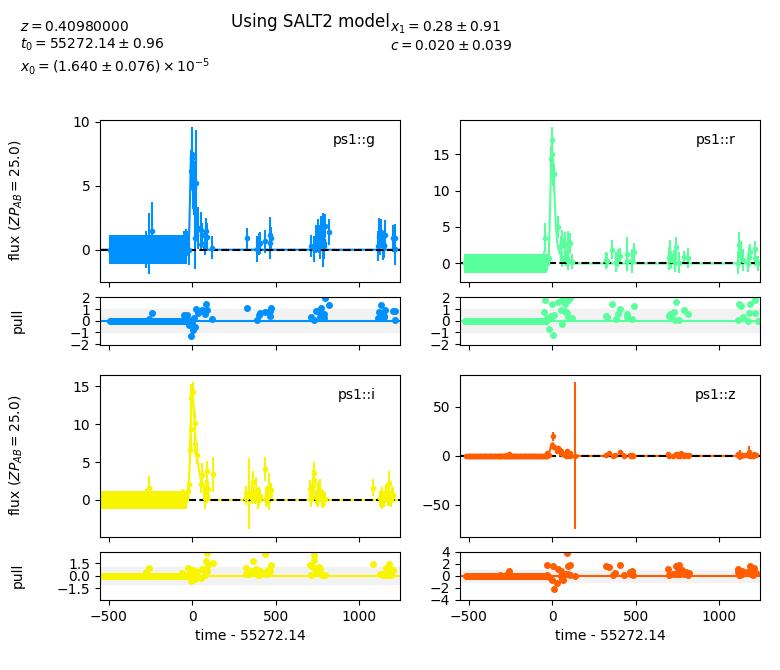 Using SALT2 model
z = 0.40980000
t₀ = 55272.14 ± 0.96
x₀ = (1.640 ± 0.076) × 10⁻⁵
x₁ = 0.28 ± 0.91
c = 0.020 ± 0.039
flux (ZP_AB = 25.0)
10
5
0
ps1::g
15
10
5
0
ps1::r
pull
2
1
0
−1
−2
2
1
0
−1
−2
flux (ZP_AB = 25.0)
15
10
5
0
ps1::i
50
0
−50
ps1::z
pull
1.5
0.0
−1.5
4
2
0
−2
−4
−500 0 500 1000
−500 0 500 1000
time - 55272.14
time - 55272.14